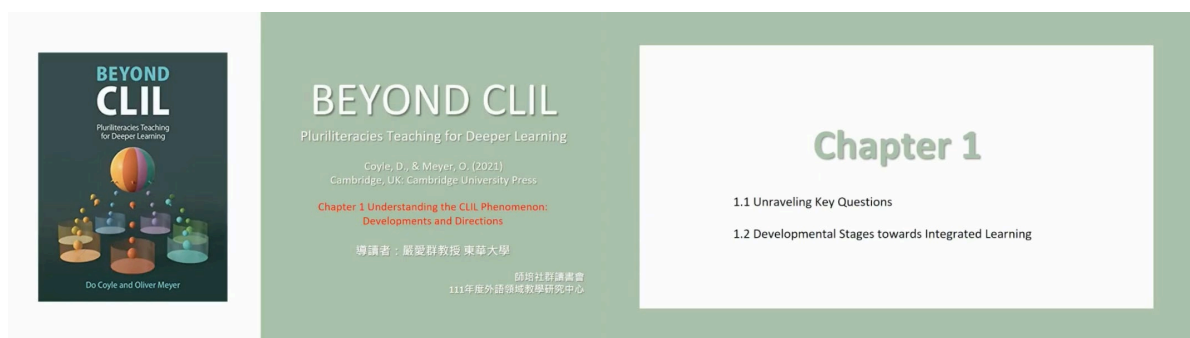 BEYOND
CLIL
Pluriliteracies Teaching
for Deeper Learning
Do Coyle and Oliver Meyer
BEYOND CLIL
Pluriliteracies Teaching for Deeper Learning
Coyle, D., & Meyer, O. (2021)
Cambridge, UK: Cambridge University Press
Chapter 1 Understanding the CLIL Phenomenon:
Developments and Directions
導讀者：嚴愛群教授 東華大學
師培社群讀書會
111年度外語領域教學研究中心
Chapter 1
1.1 Unraveling Key Questions
1.2 Developmental Stages towards Integrated Learning